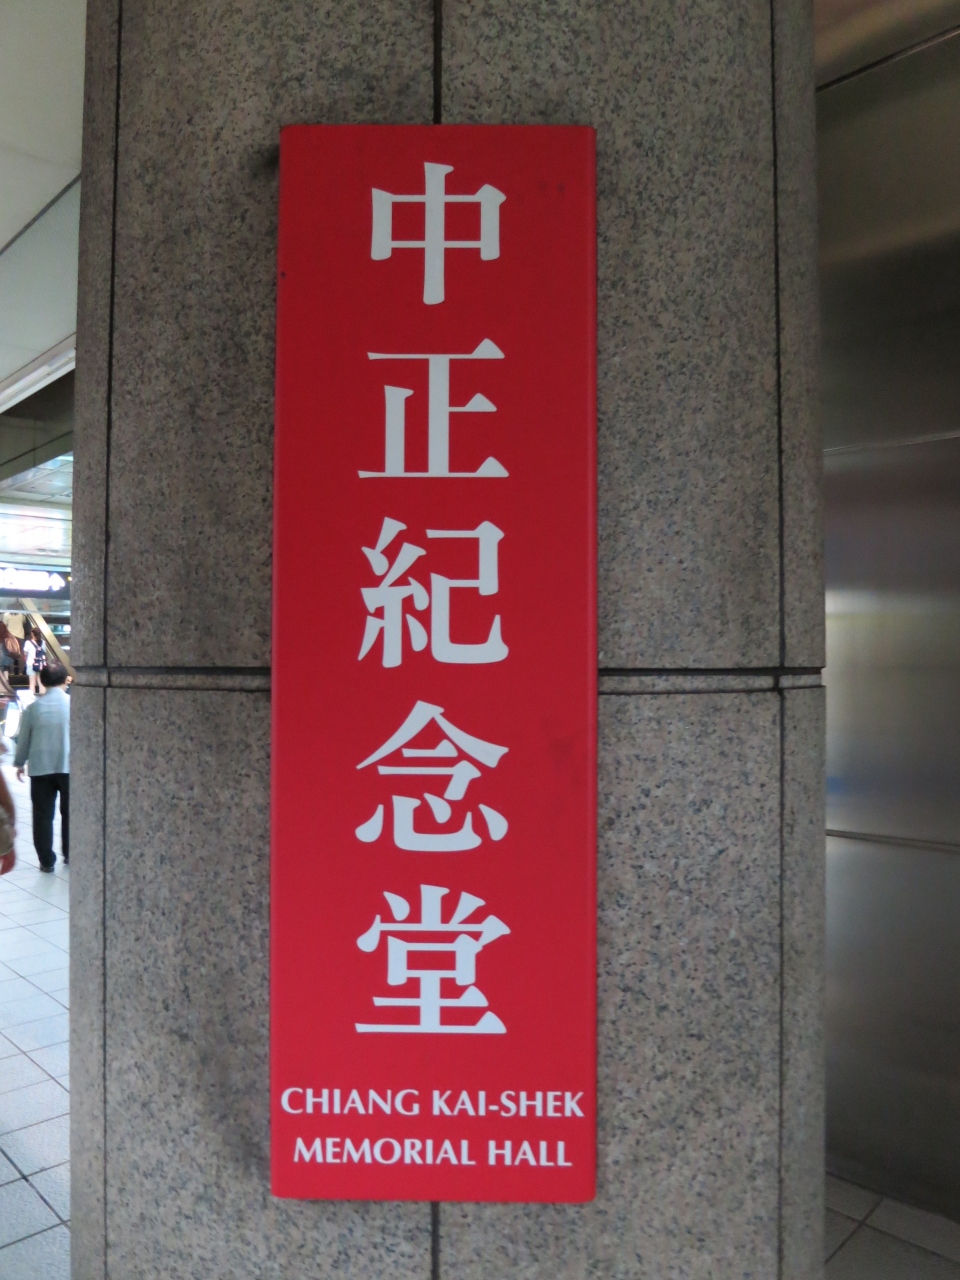 中正紀念堂
CHIANG KAI-SHEK
MEMORIAL HALL